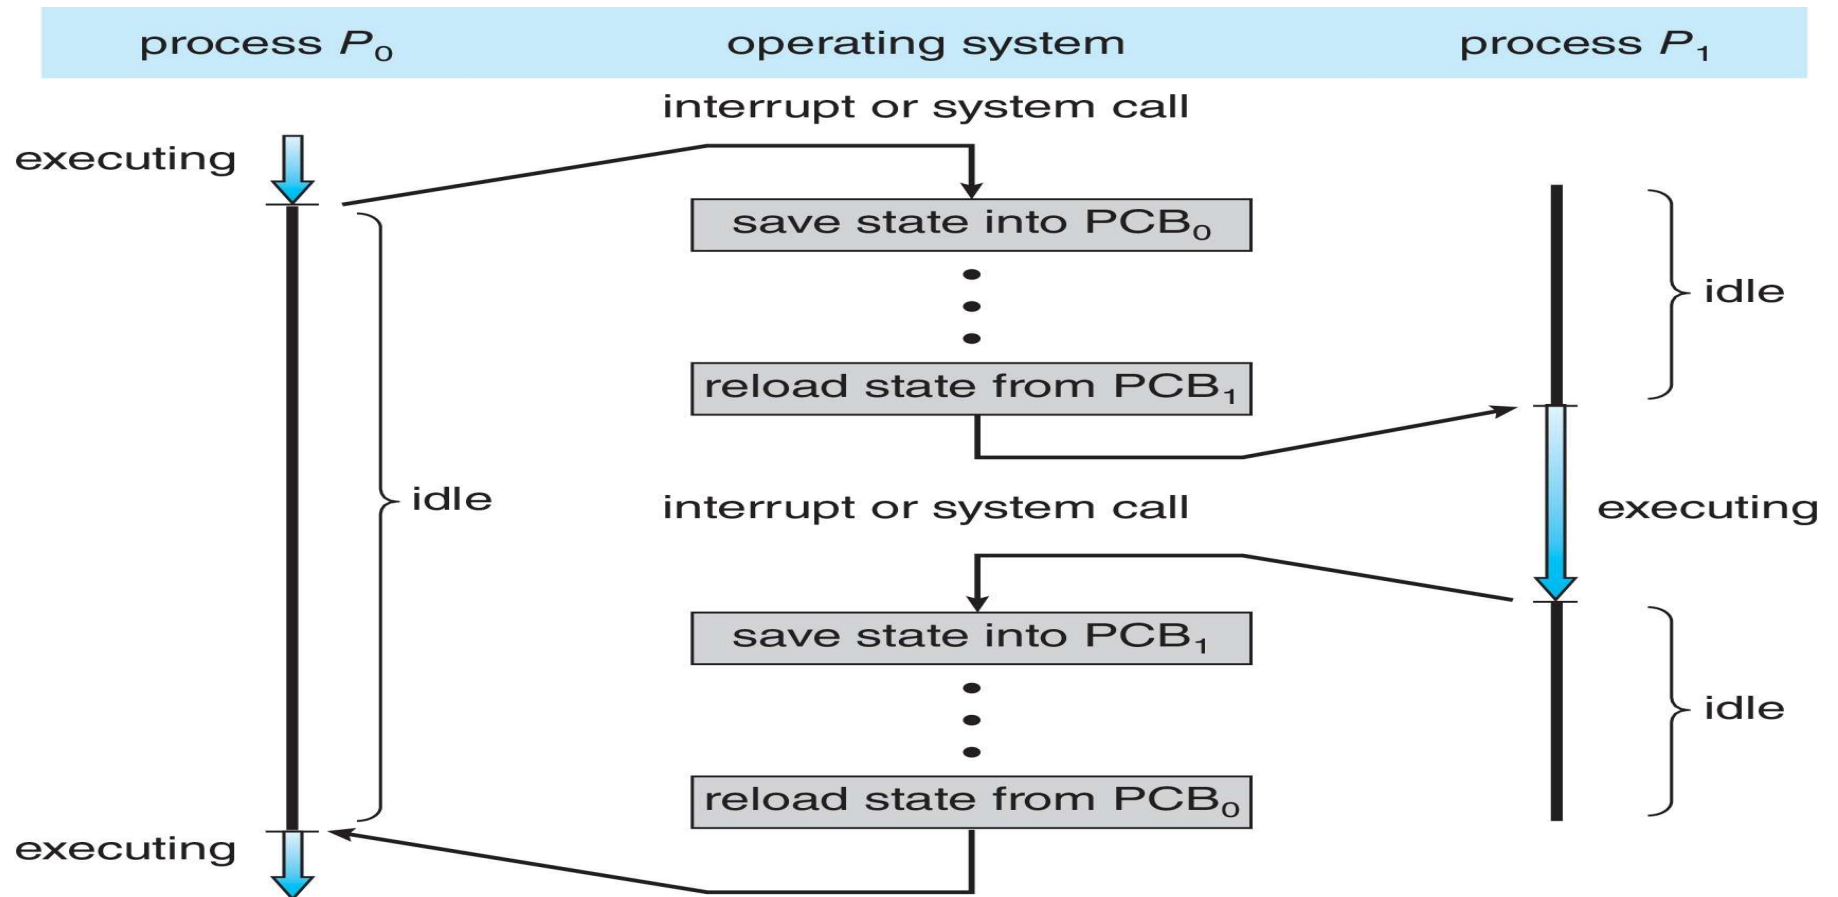 process P₀
operating system
process P₁
interrupt or system call
executing
save state into PCB₀
idle
reload state from PCB₁
idle
interrupt or system call
executing
save state into PCB₁
idle
reload state from PCB₀
executing